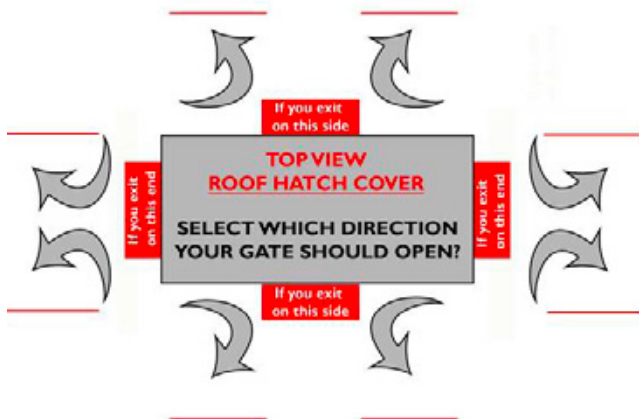 If you exit
on this side
TOP VIEW
ROOF HATCH COVER
If you exit
on this end
SELECT WHICH DIRECTION
YOUR GATE SHOULD OPEN?
If you exit
on this end
If you exit
on this side